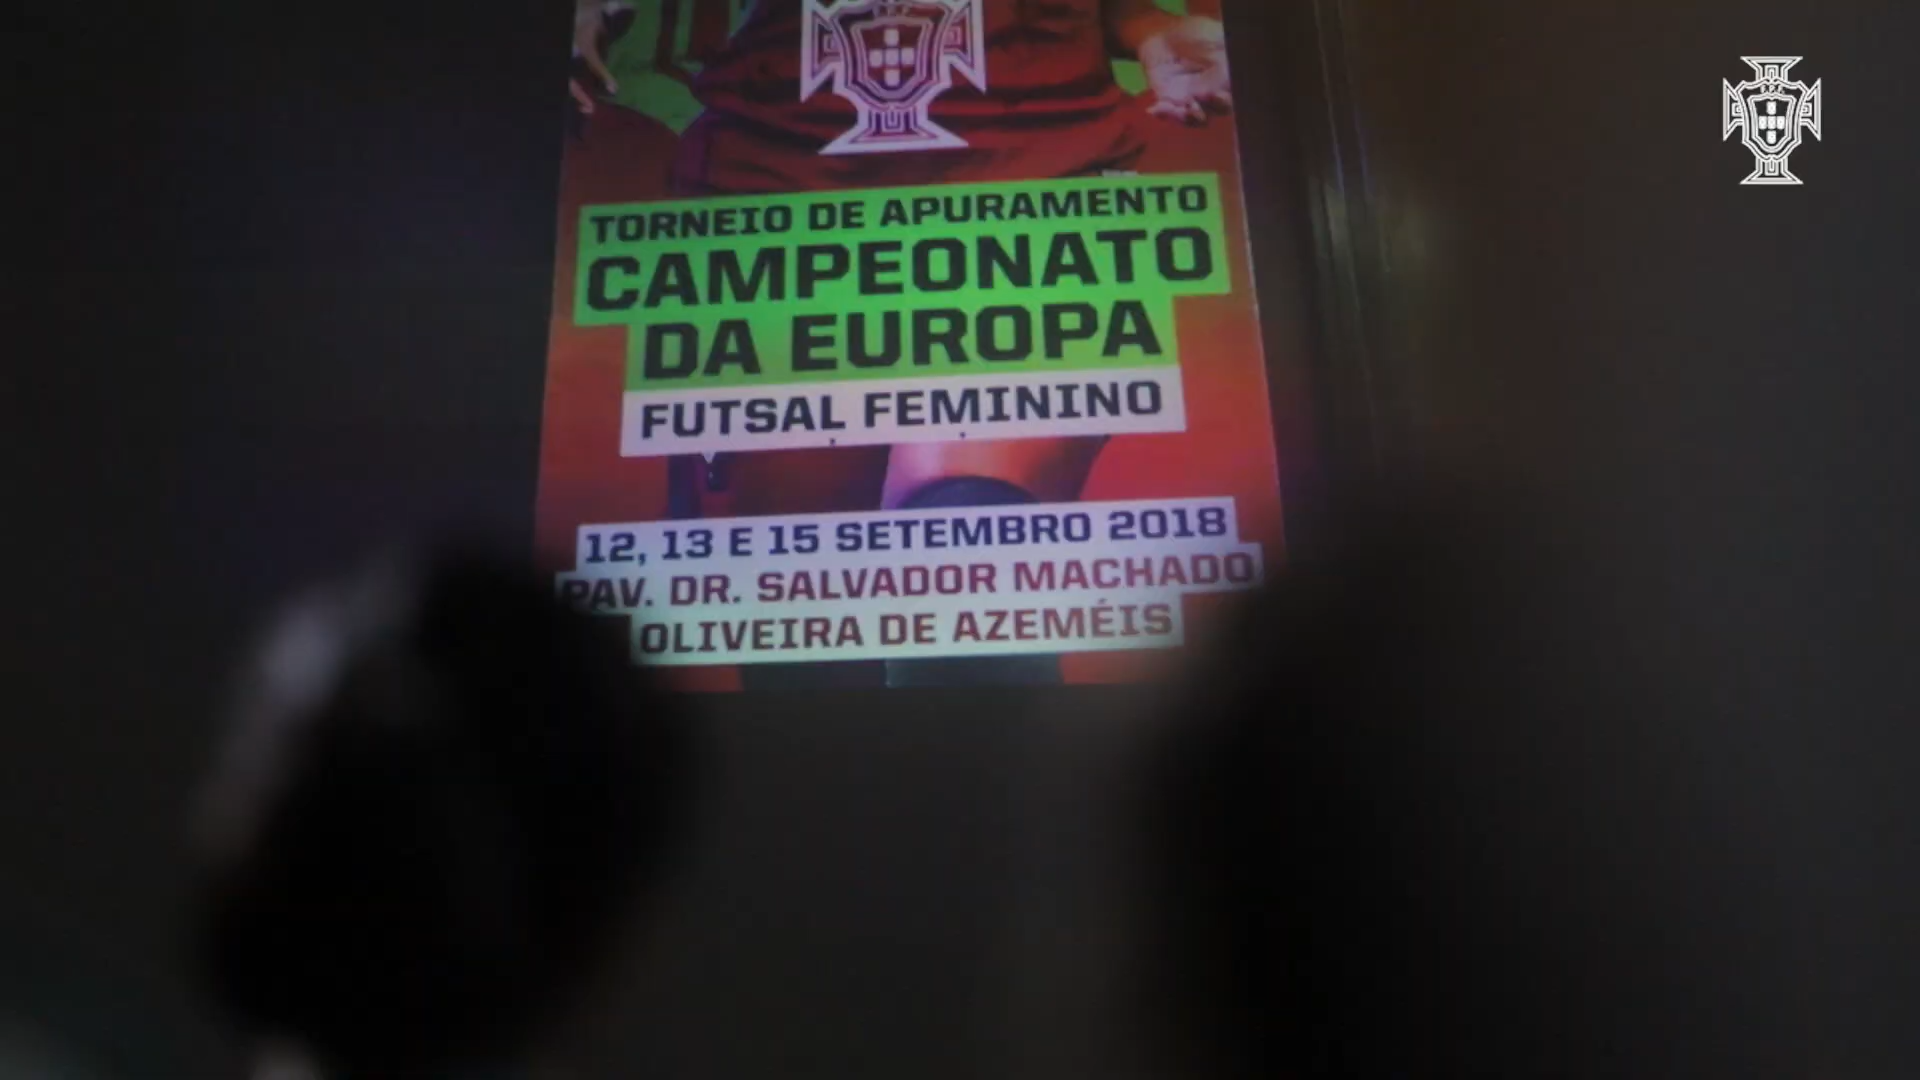 TORNEIO DE APURAMENTO
CAMPEONATO
DA EUROPA
FUTSAL FEMININO
12, 13 E 15 SETEMBRO 2018
PAV. DR. SALVADOR MACHADO
OLIVEIRA DE AZEMÉIS